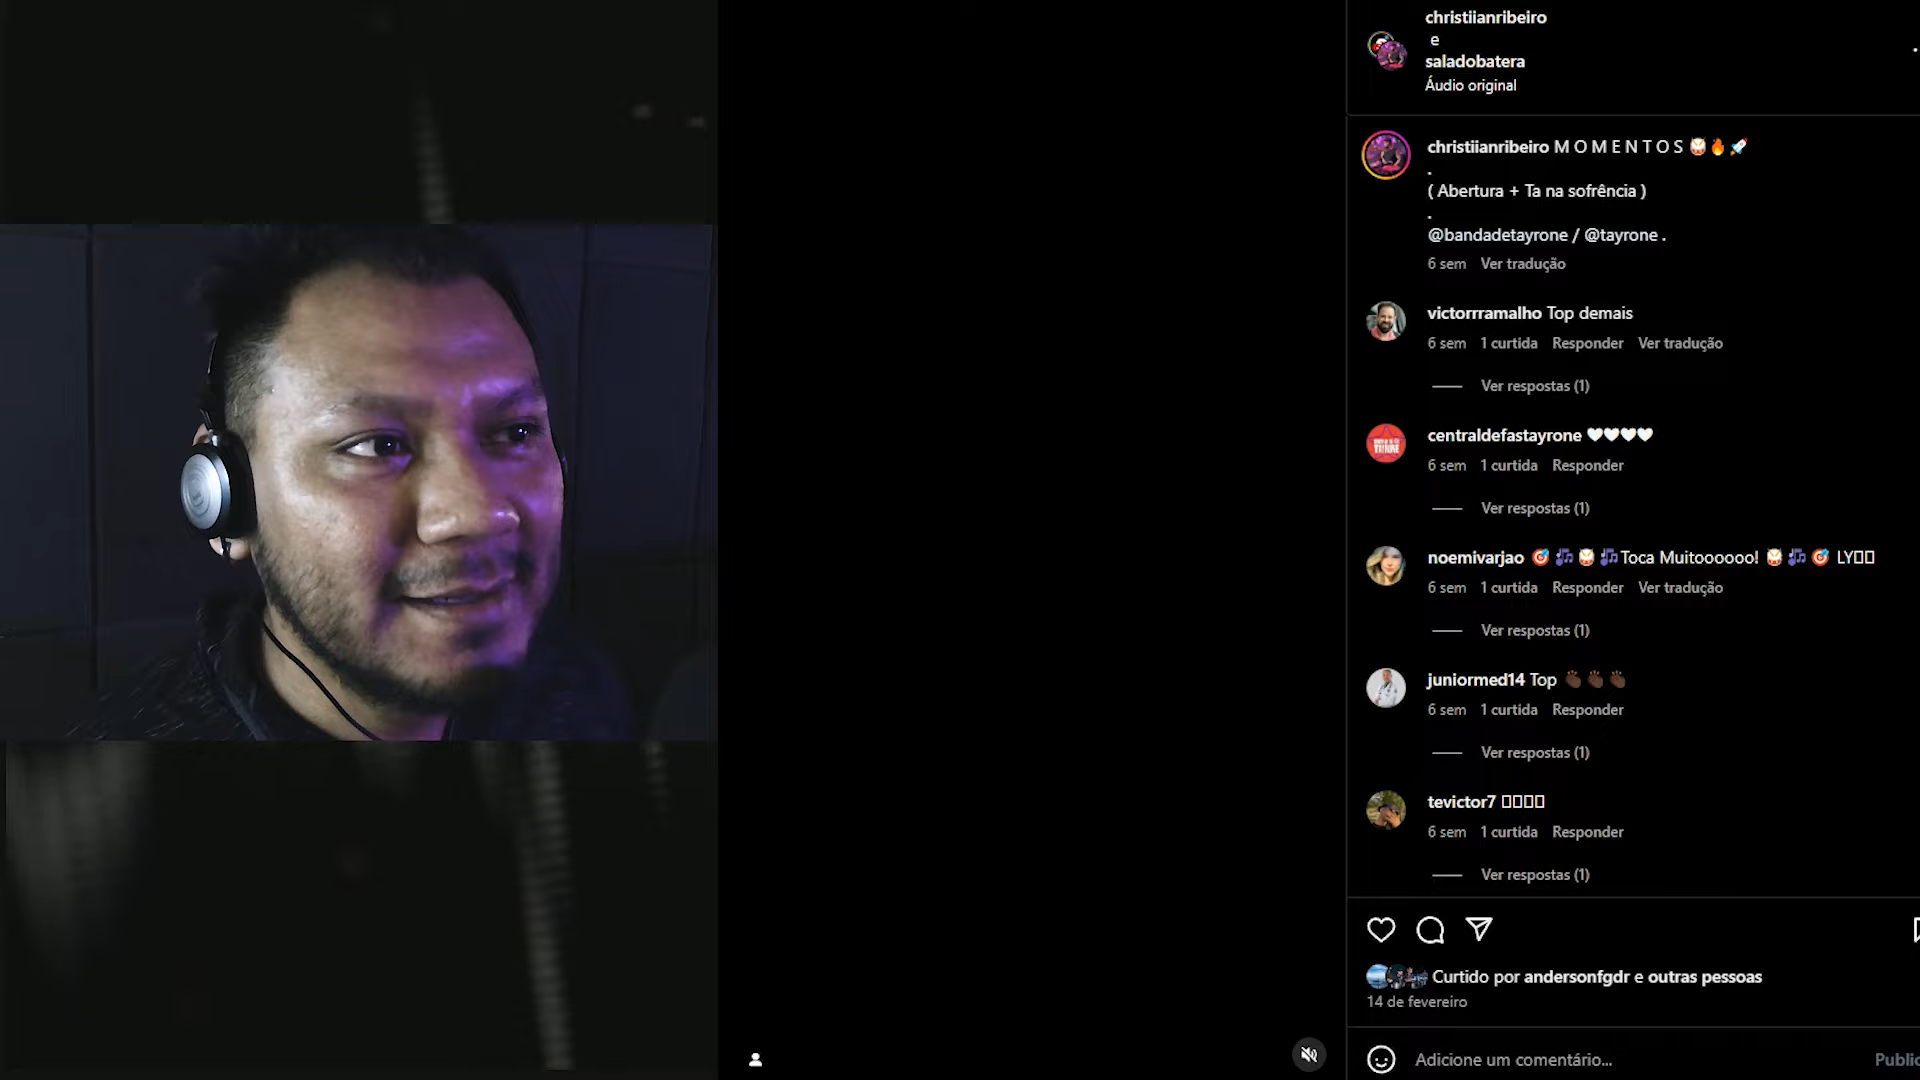 christiianribeiro
e
saladobatera
Áudio original
christiianribeiro M O M E N T O S 🥁🔥🚀
.
( Abertura + Ta na sofrência )
.
@bandadetayrone / @tayrone .
6 sem Ver tradução
victorrramalho Top demais
6 sem 1 curtida Responder Ver tradução
Ver respostas (1)
centraldefastayrone 🤍🤍🤍🤍
6 sem 1 curtida Responder
Ver respostas (1)
noemivarjao 🎯🎶🥁🎶Toca Muitoooooo! 🥁🎶🎯 LY▯▯
6 sem 1 curtida Responder Ver tradução
Ver respostas (1)
juniormed14 Top 👏🏿👏🏿👏🏿
6 sem 1 curtida Responder
Ver respostas (1)
tevictor7 ▯▯▯▯
6 sem 1 curtida Responder
Ver respostas (1)
Curtido por andersonfgdr e outras pessoas
14 de fevereiro
Adicione um comentário...
Public